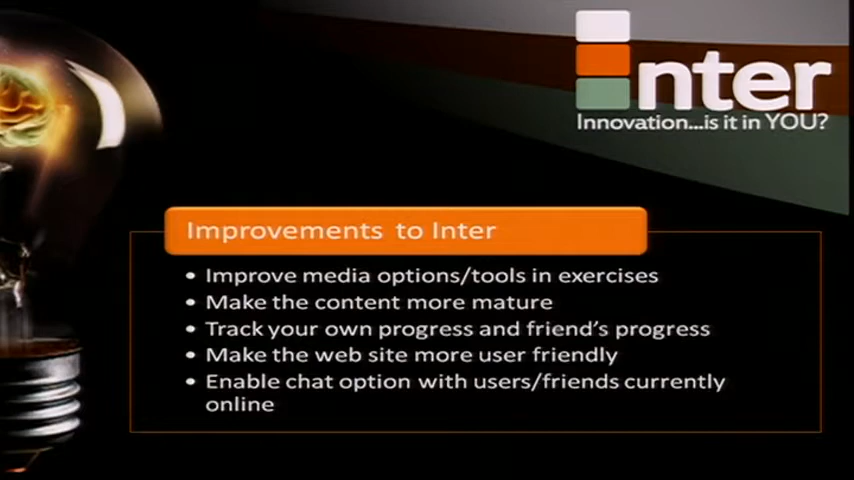 inter
Innovation...is it in YOU?
Improvements to Inter
• Improve media options/tools in exercises
• Make the content more mature
• Track your own progress and friend's progress
• Make the web site more user friendly
• Enable chat option with users/friends currently
online